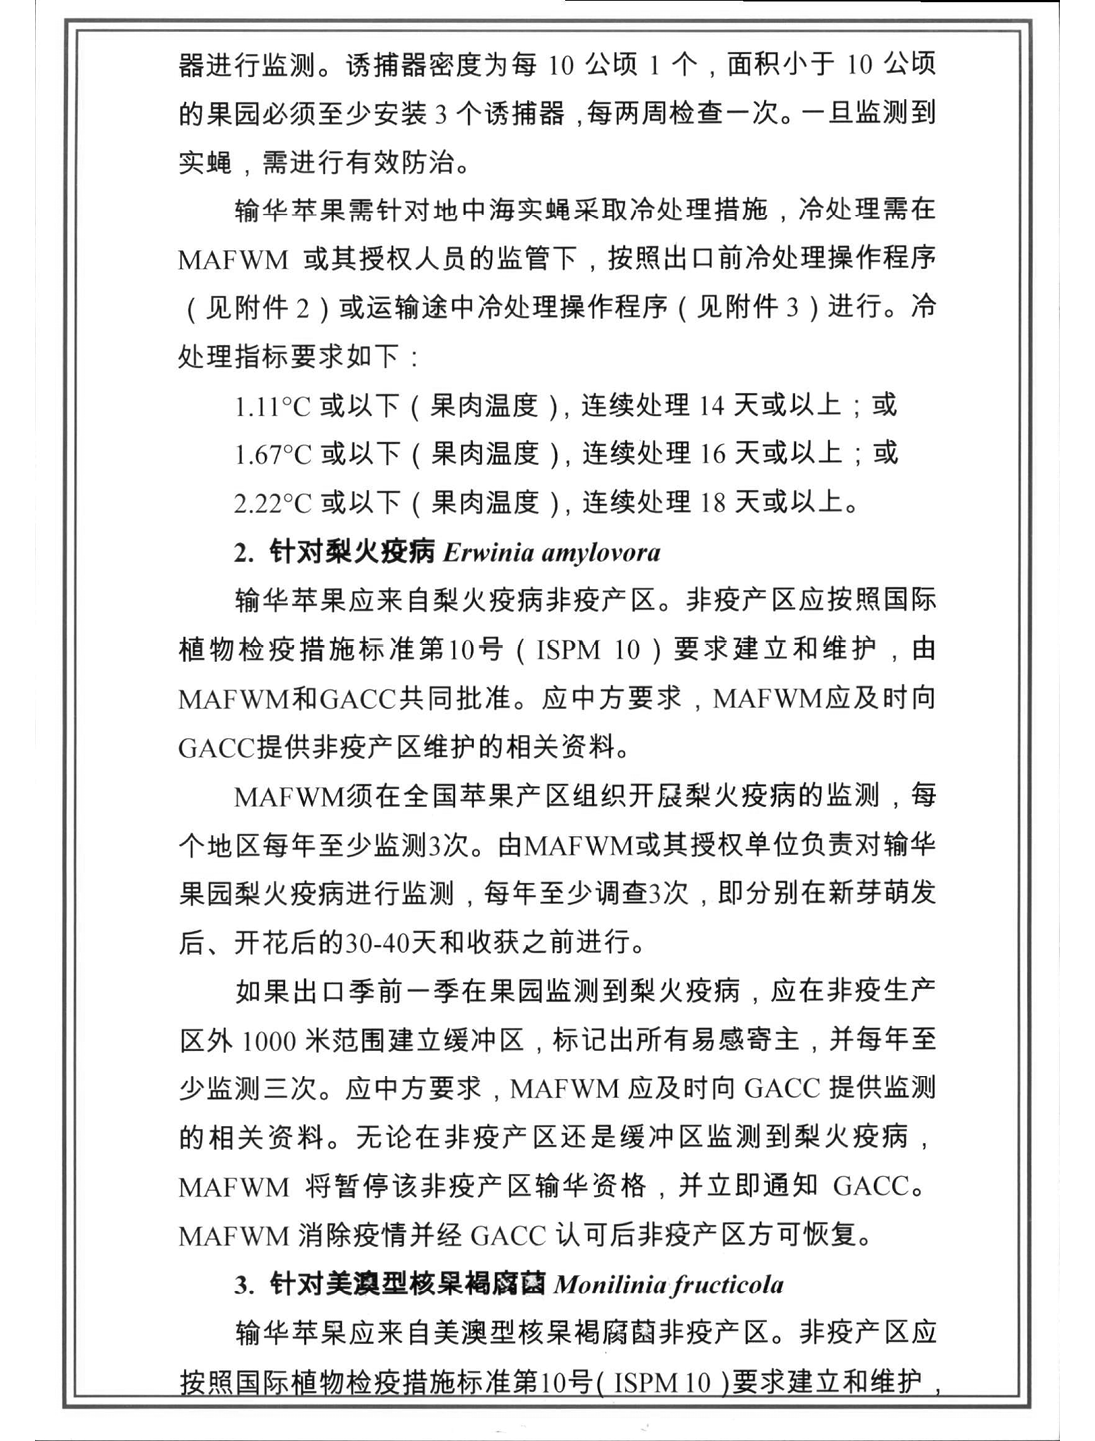 器进行监测。诱捕器密度为每 10 公顷 1 个，面积小于 10 公顷
的果园必须至少安装 3 个诱捕器，每两周检查一次。一旦监测到
实蝇，需进行有效防治。
输华苹果需针对地中海实蝇采取冷处理措施，冷处理需在
MAFWM 或其授权人员的监管下，按照出口前冷处理操作程序
（见附件 2）或运输途中冷处理操作程序（见附件 3）进行。冷
处理指标要求如下：
1.11°C 或以下（果肉温度），连续处理 14 天或以上；或
1.67°C 或以下（果肉温度），连续处理 16 天或以上；或
2.22°C 或以下（果肉温度），连续处理 18 天或以上。
2. 针对梨火疫病 Erwinia amylovora
输华苹果应来自梨火疫病非疫产区。非疫产区应按照国际
植物检疫措施标准第10号（ISPM 10）要求建立和维护，由
MAFWM和GACC共同批准。应中方要求，MAFWM应及时向
GACC提供非疫产区维护的相关资料。
MAFWM须在全国苹果产区组织开展梨火疫病的监测，每
个地区每年至少监测3次。由MAFWM或其授权单位负责对输华
果园梨火疫病进行监测，每年至少调查3次，即分别在新芽萌发
后、开花后的30-40天和收获之前进行。
如果出口季前一季在果园监测到梨火疫病，应在非疫生产
区外 1000 米范围建立缓冲区，标记出所有易感寄主，并每年至
少监测三次。应中方要求，MAFWM 应及时向 GACC 提供监测
的相关资料。无论在非疫产区还是缓冲区监测到梨火疫病，
MAFWM 将暂停该非疫产区输华资格，并立即通知 GACC。
MAFWM 消除疫情并经 GACC 认可后非疫产区方可恢复。
3. 针对美澳型核果褐腐菌 Monilinia fructicola
输华苹果应来自美澳型核果褐腐菌非疫产区。非疫产区应
按照国际植物检疫措施标准第10号（ISPM 10）要求建立和维护，